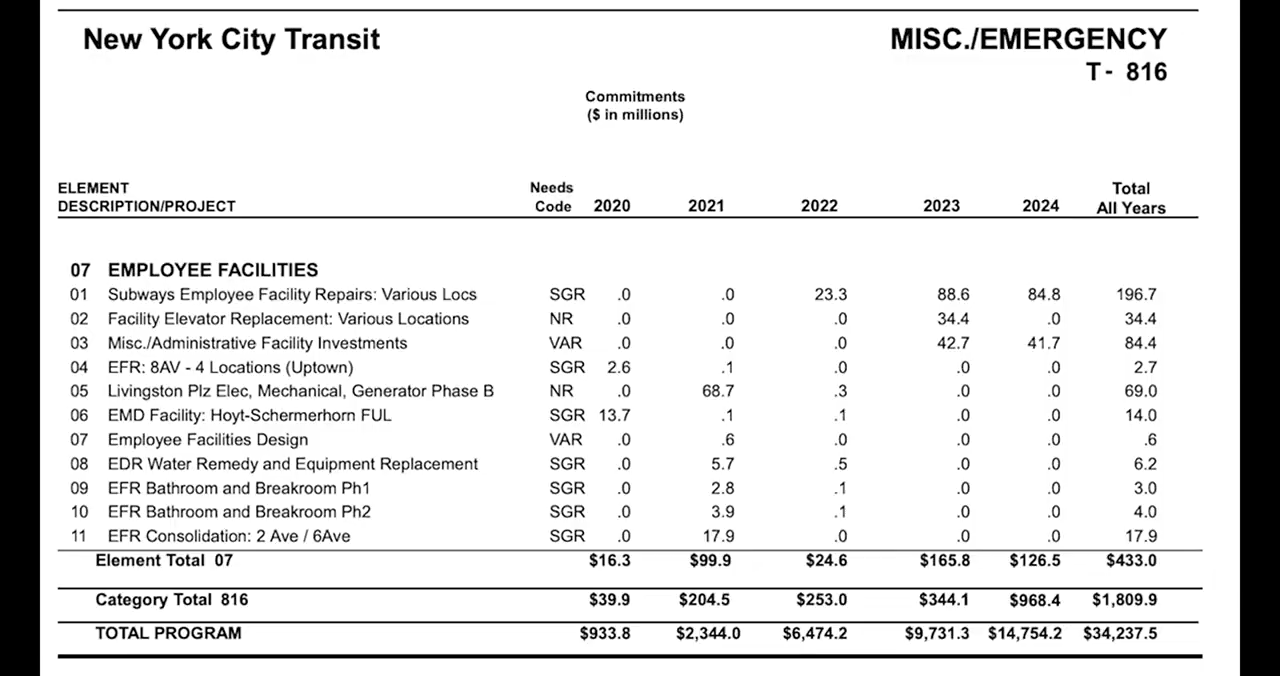 New York City Transit MISC./EMERGENCY
T - 816
Commitments
($ in millions)
ELEMENT Needs Total
DESCRIPTION/PROJECT Code 2020 2021 2022 2023 2024 All Years
07 EMPLOYEE FACILITIES
01 Subways Employee Facility Repairs: Various Locs SGR .0 .0 23.3 88.6 84.8 196.7
02 Facility Elevator Replacement: Various Locations NR .0 .0 .0 34.4 .0 34.4
03 Misc./Administrative Facility Investments VAR .0 .0 .0 42.7 41.7 84.4
04 EFR: 8AV - 4 Locations (Uptown) SGR 2.6 .1 .0 .0 .0 2.7
05 Livingston Plz Elec, Mechanical, Generator Phase B NR .0 68.7 .3 .0 .0 69.0
06 EMD Facility: Hoyt-Schermerhorn FUL SGR 13.7 .1 .1 .0 .0 14.0
07 Employee Facilities Design VAR .0 .6 .0 .0 .0 .6
08 EDR Water Remedy and Equipment Replacement SGR .0 5.7 .5 .0 .0 6.2
09 EFR Bathroom and Breakroom Ph1 SGR .0 2.8 .1 .0 .0 3.0
10 EFR Bathroom and Breakroom Ph2 SGR .0 3.9 .1 .0 .0 4.0
11 EFR Consolidation: 2 Ave / 6Ave SGR .0 17.9 .0 .0 .0 17.9
Element Total 07 $16.3 $99.9 $24.6 $165.8 $126.5 $433.0
Category Total 816 $39.9 $204.5 $253.0 $344.1 $968.4 $1,809.9
TOTAL PROGRAM $933.8 $2,344.0 $6,474.2 $9,731.3 $14,754.2 $34,237.5